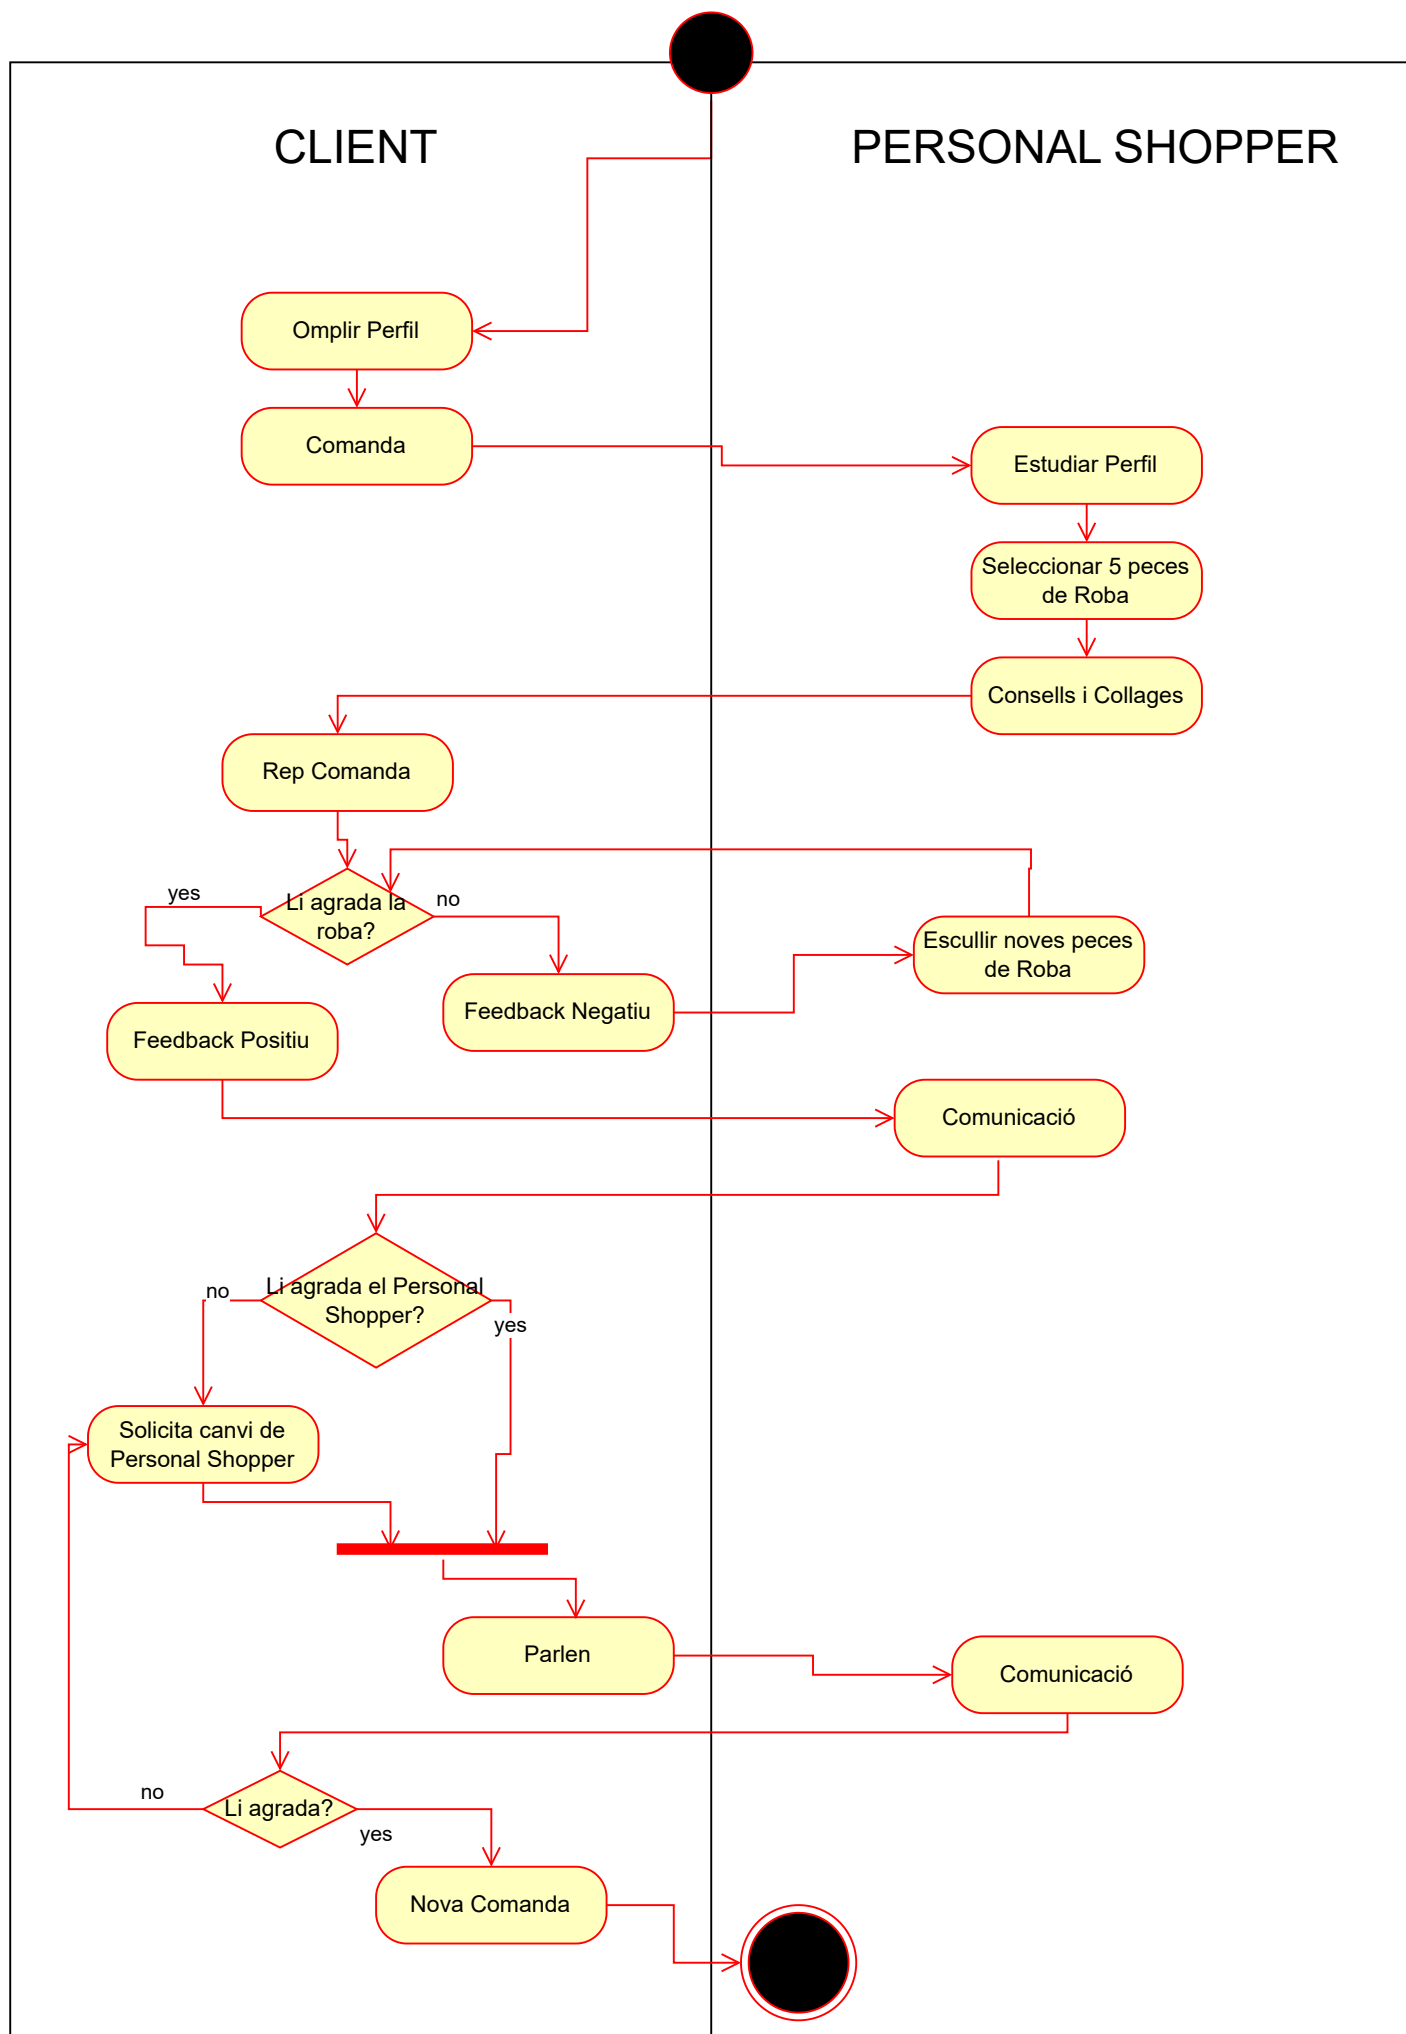 CLIENT
PERSONAL SHOPPER
Omplir Perfil
Comanda
Estudiar Perfil
Seleccionar 5 peces
de Roba
Consells i Collages
Rep Comanda
yes
Li agrada la
roba?
no
Escullir noves peces
de Roba
Feedback Negatiu
Feedback Positiu
Comunicació
no
Li agrada el Personal
Shopper?
yes
Solicita canvi de
Personal Shopper
Parlen
Comunicació
no
Li agrada?
yes
Nova Comanda